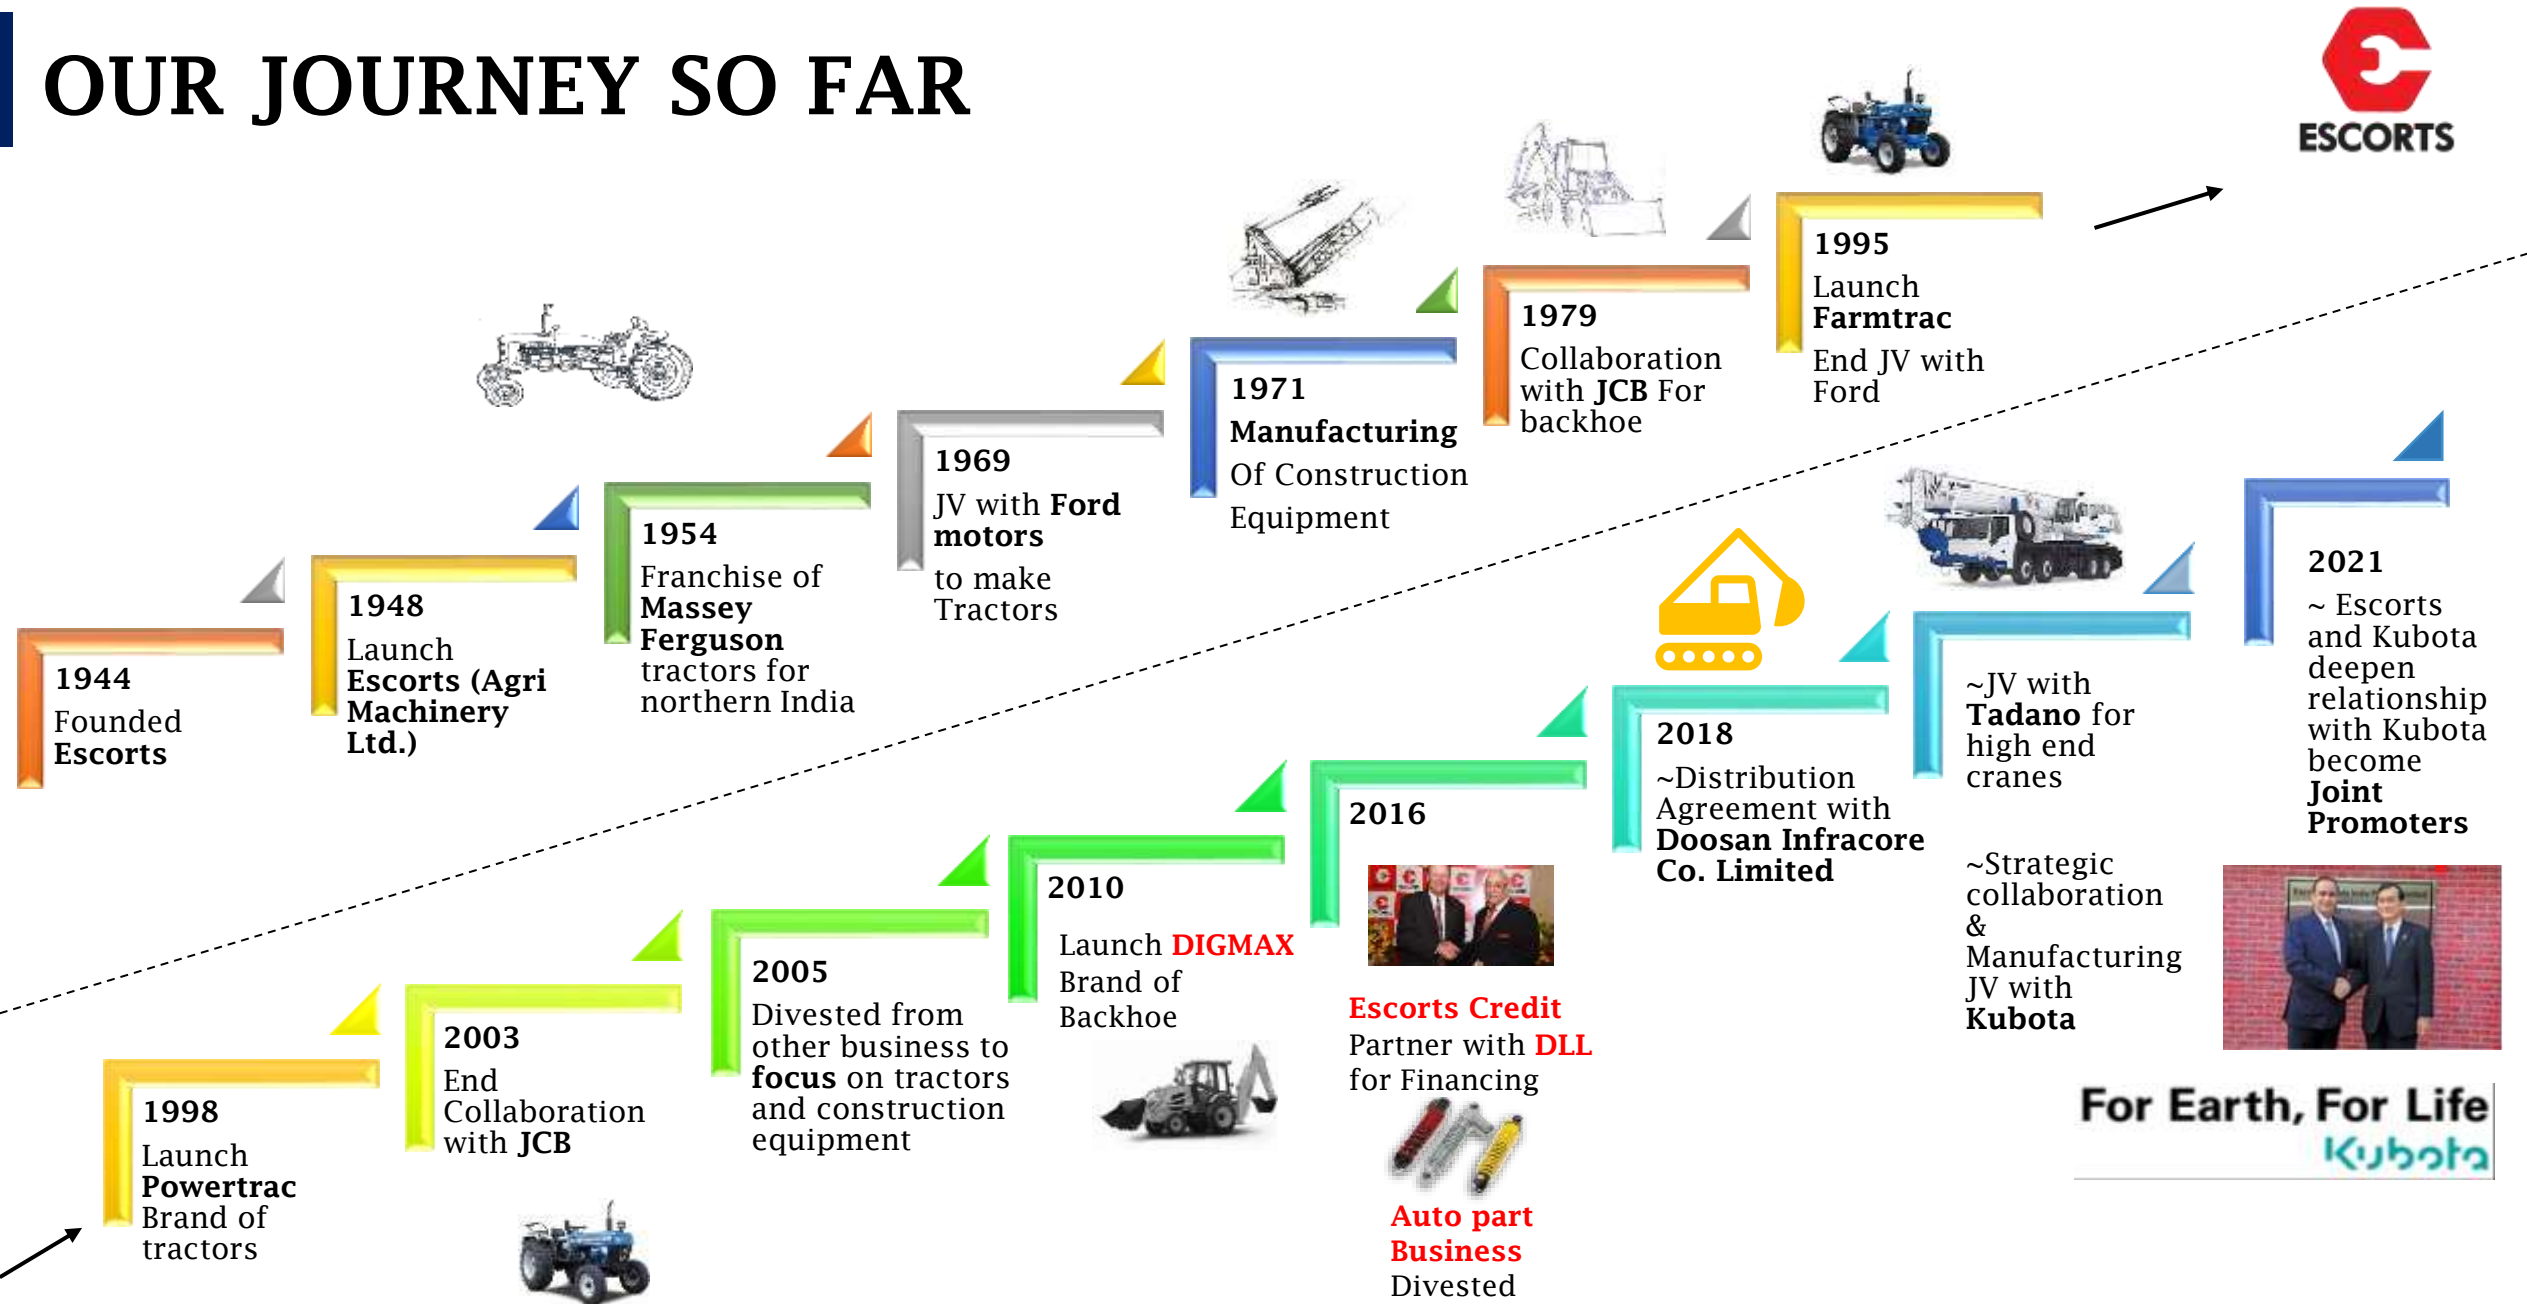 OUR JOURNEY SO FAR
ESCORTS
1944
Founded
Escorts
1948
Launch
Escorts (Agri
Machinery
Ltd.)
1954
Franchise of
Massey
Ferguson
tractors for
northern India
1969
JV with Ford
motors
to make
Tractors
1971
Manufacturing
Of Construction
Equipment
1979
Collaboration
with JCB For
backhoe
1995
Launch
Farmtrac
End JV with
Ford
1998
Launch
Powertrac
Brand of
tractors
2003
End
Collaboration
with JCB
2005
Divested from
other business to
focus on tractors
and construction
equipment
2010
Launch DIGMAX
Brand of
Backhoe
2016
Escorts Credit
Partner with DLL
for Financing
Auto part
Business
Divested
2018
~Distribution
Agreement with
Doosan Infracore
Co. Limited
~JV with
Tadano for
high end
cranes
~Strategic
collaboration
&
Manufacturing
JV with
Kubota
2021
~ Escorts
and Kubota
deepen
relationship
with Kubota
become
Joint
Promoters
For Earth, For Life
Kubota